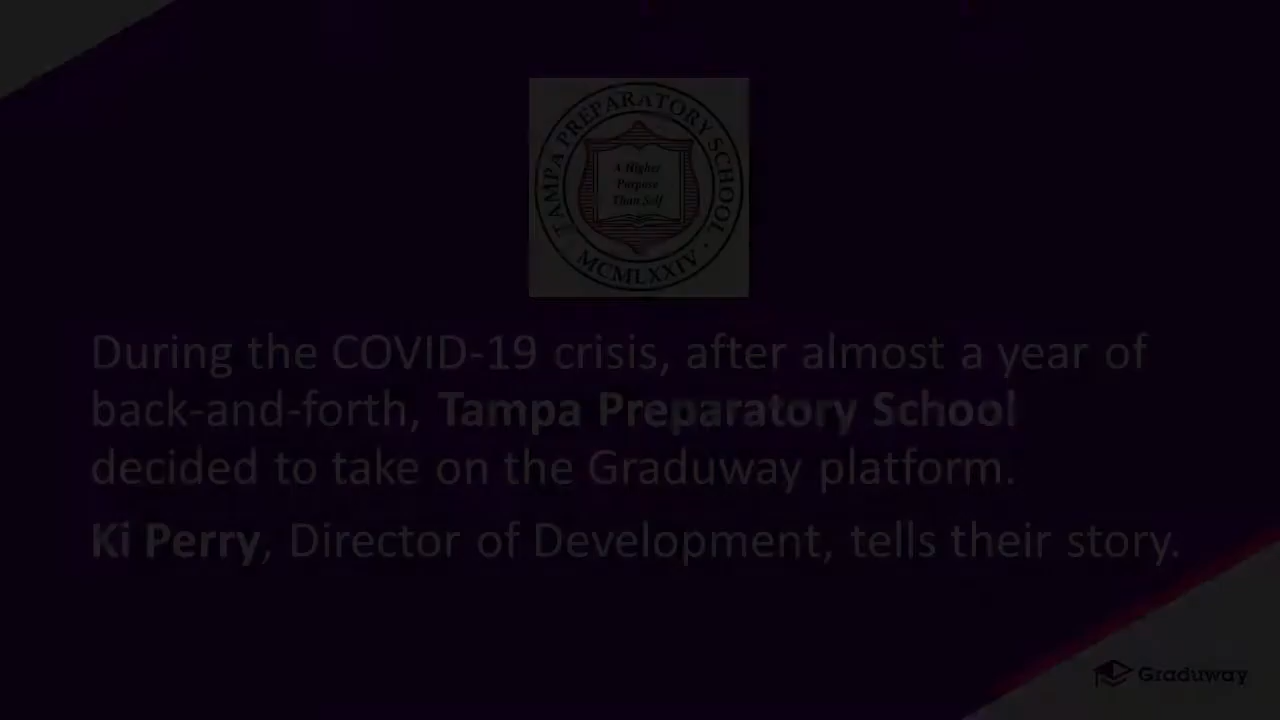 TAMPA PREPARATORY SCHOOL
A Higher
Purpose
Than Self
MCMLXXIV
During the COVID-19 crisis, after almost a year of
back-and-forth, Tampa Preparatory School
decided to take on the Graduway platform.
Ki Perry, Director of Development, tells their story.
Graduway